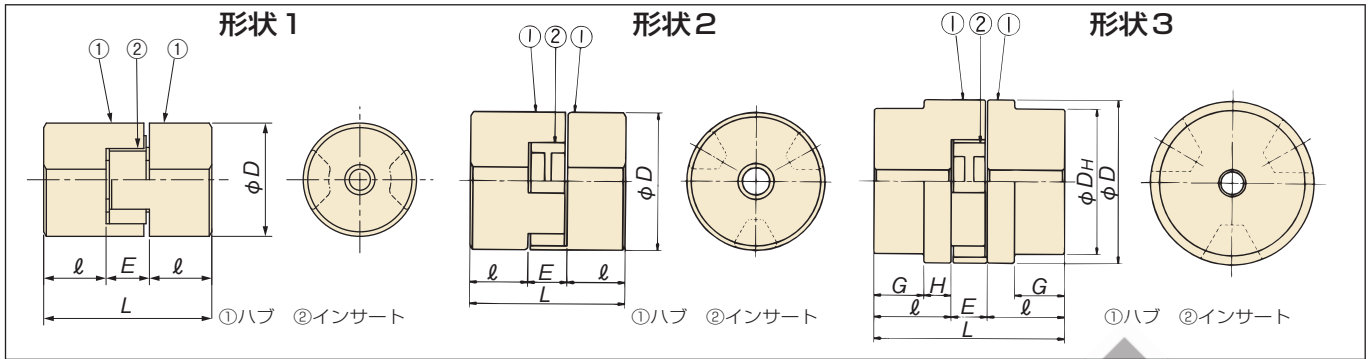 形状1
① ② ①
φD
ℓ E ℓ
L
①ハブ ②インサート
形状2
① ② ①
φD
ℓ E ℓ
L
①ハブ ②インサート
形状3
① ② ①
φDH φD
G H G
ℓ E ℓ
L
①ハブ ②インサート